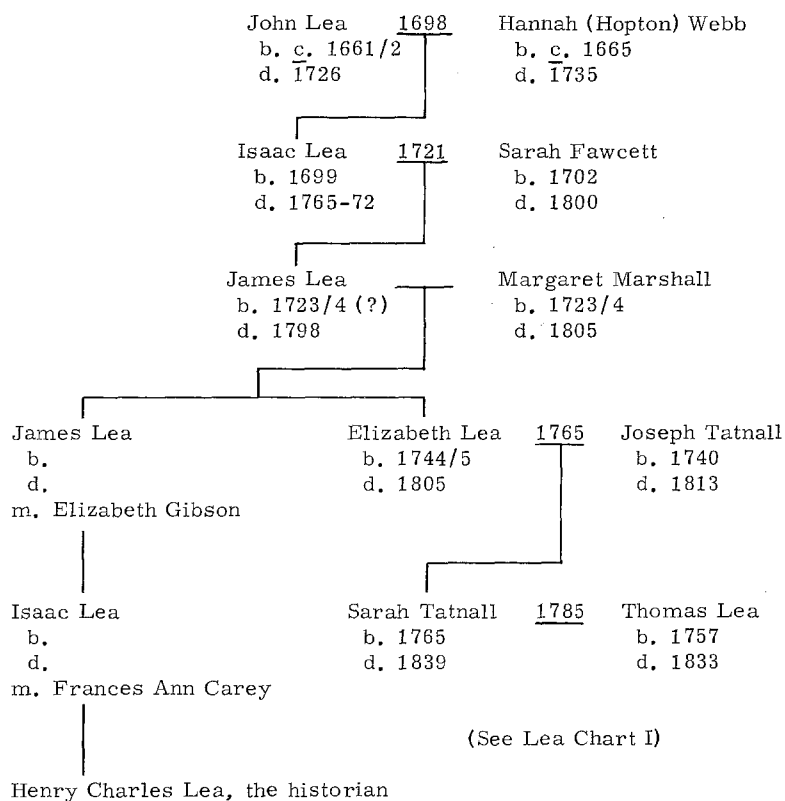 John Lea 1698 Hannah (Hopton) Webb
b. c. 1661/2 b. c. 1665
d. 1726 d. 1735
Isaac Lea 1721 Sarah Fawcett
b. 1699 b. 1702
d. 1765-72 d. 1800
James Lea Margaret Marshall
b. 1723/4 (?) b. 1723/4
d. 1798 d. 1805
James Lea Elizabeth Lea 1765 Joseph Tatnall
b. b. 1744/5 b. 1740
d. d. 1805 d. 1813
m. Elizabeth Gibson
Isaac Lea Sarah Tatnall 1785 Thomas Lea
b. b. 1765 b. 1757
d. d. 1839 d. 1833
m. Frances Ann Carey
(See Lea Chart I)
Henry Charles Lea, the historian